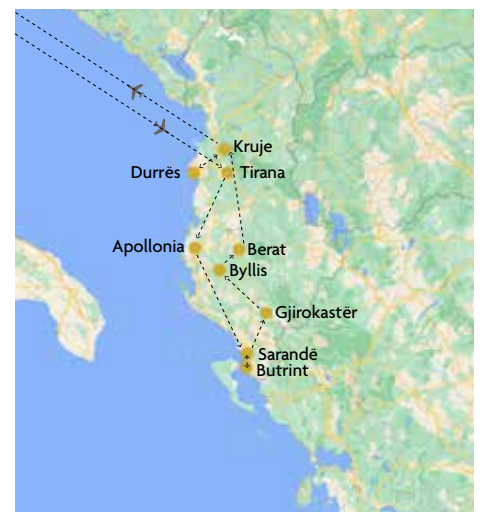 Kruje
Durrës
Tirana
Apollonia
Berat
Byllis
Gjirokastër
Sarandë
Butrint